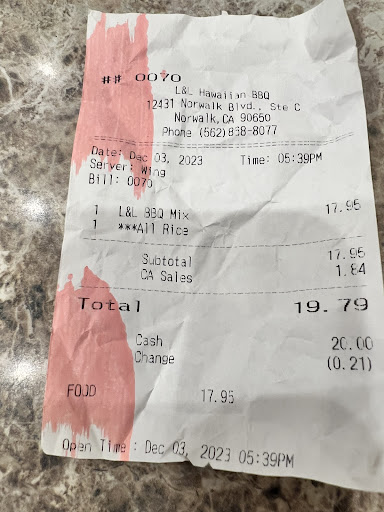 ## 0070
L&L Hawaiian BBQ
12431 Norwalk Blvd., Ste C
Norwalk,CA 90650
Phone (562)868-8077
Date: Dec 03, 2023 Time: 05:39PM
Server: Wing
Bill: 0070
1 L&L BBQ Mix 17.95
1 ***All Rice
Subtotal 17.95
CA Sales 1.84
Total 19.79
Cash 20.00
Change (0.21)
FOOD 17.95
Open Time : Dec 03, 2023 05:39PM